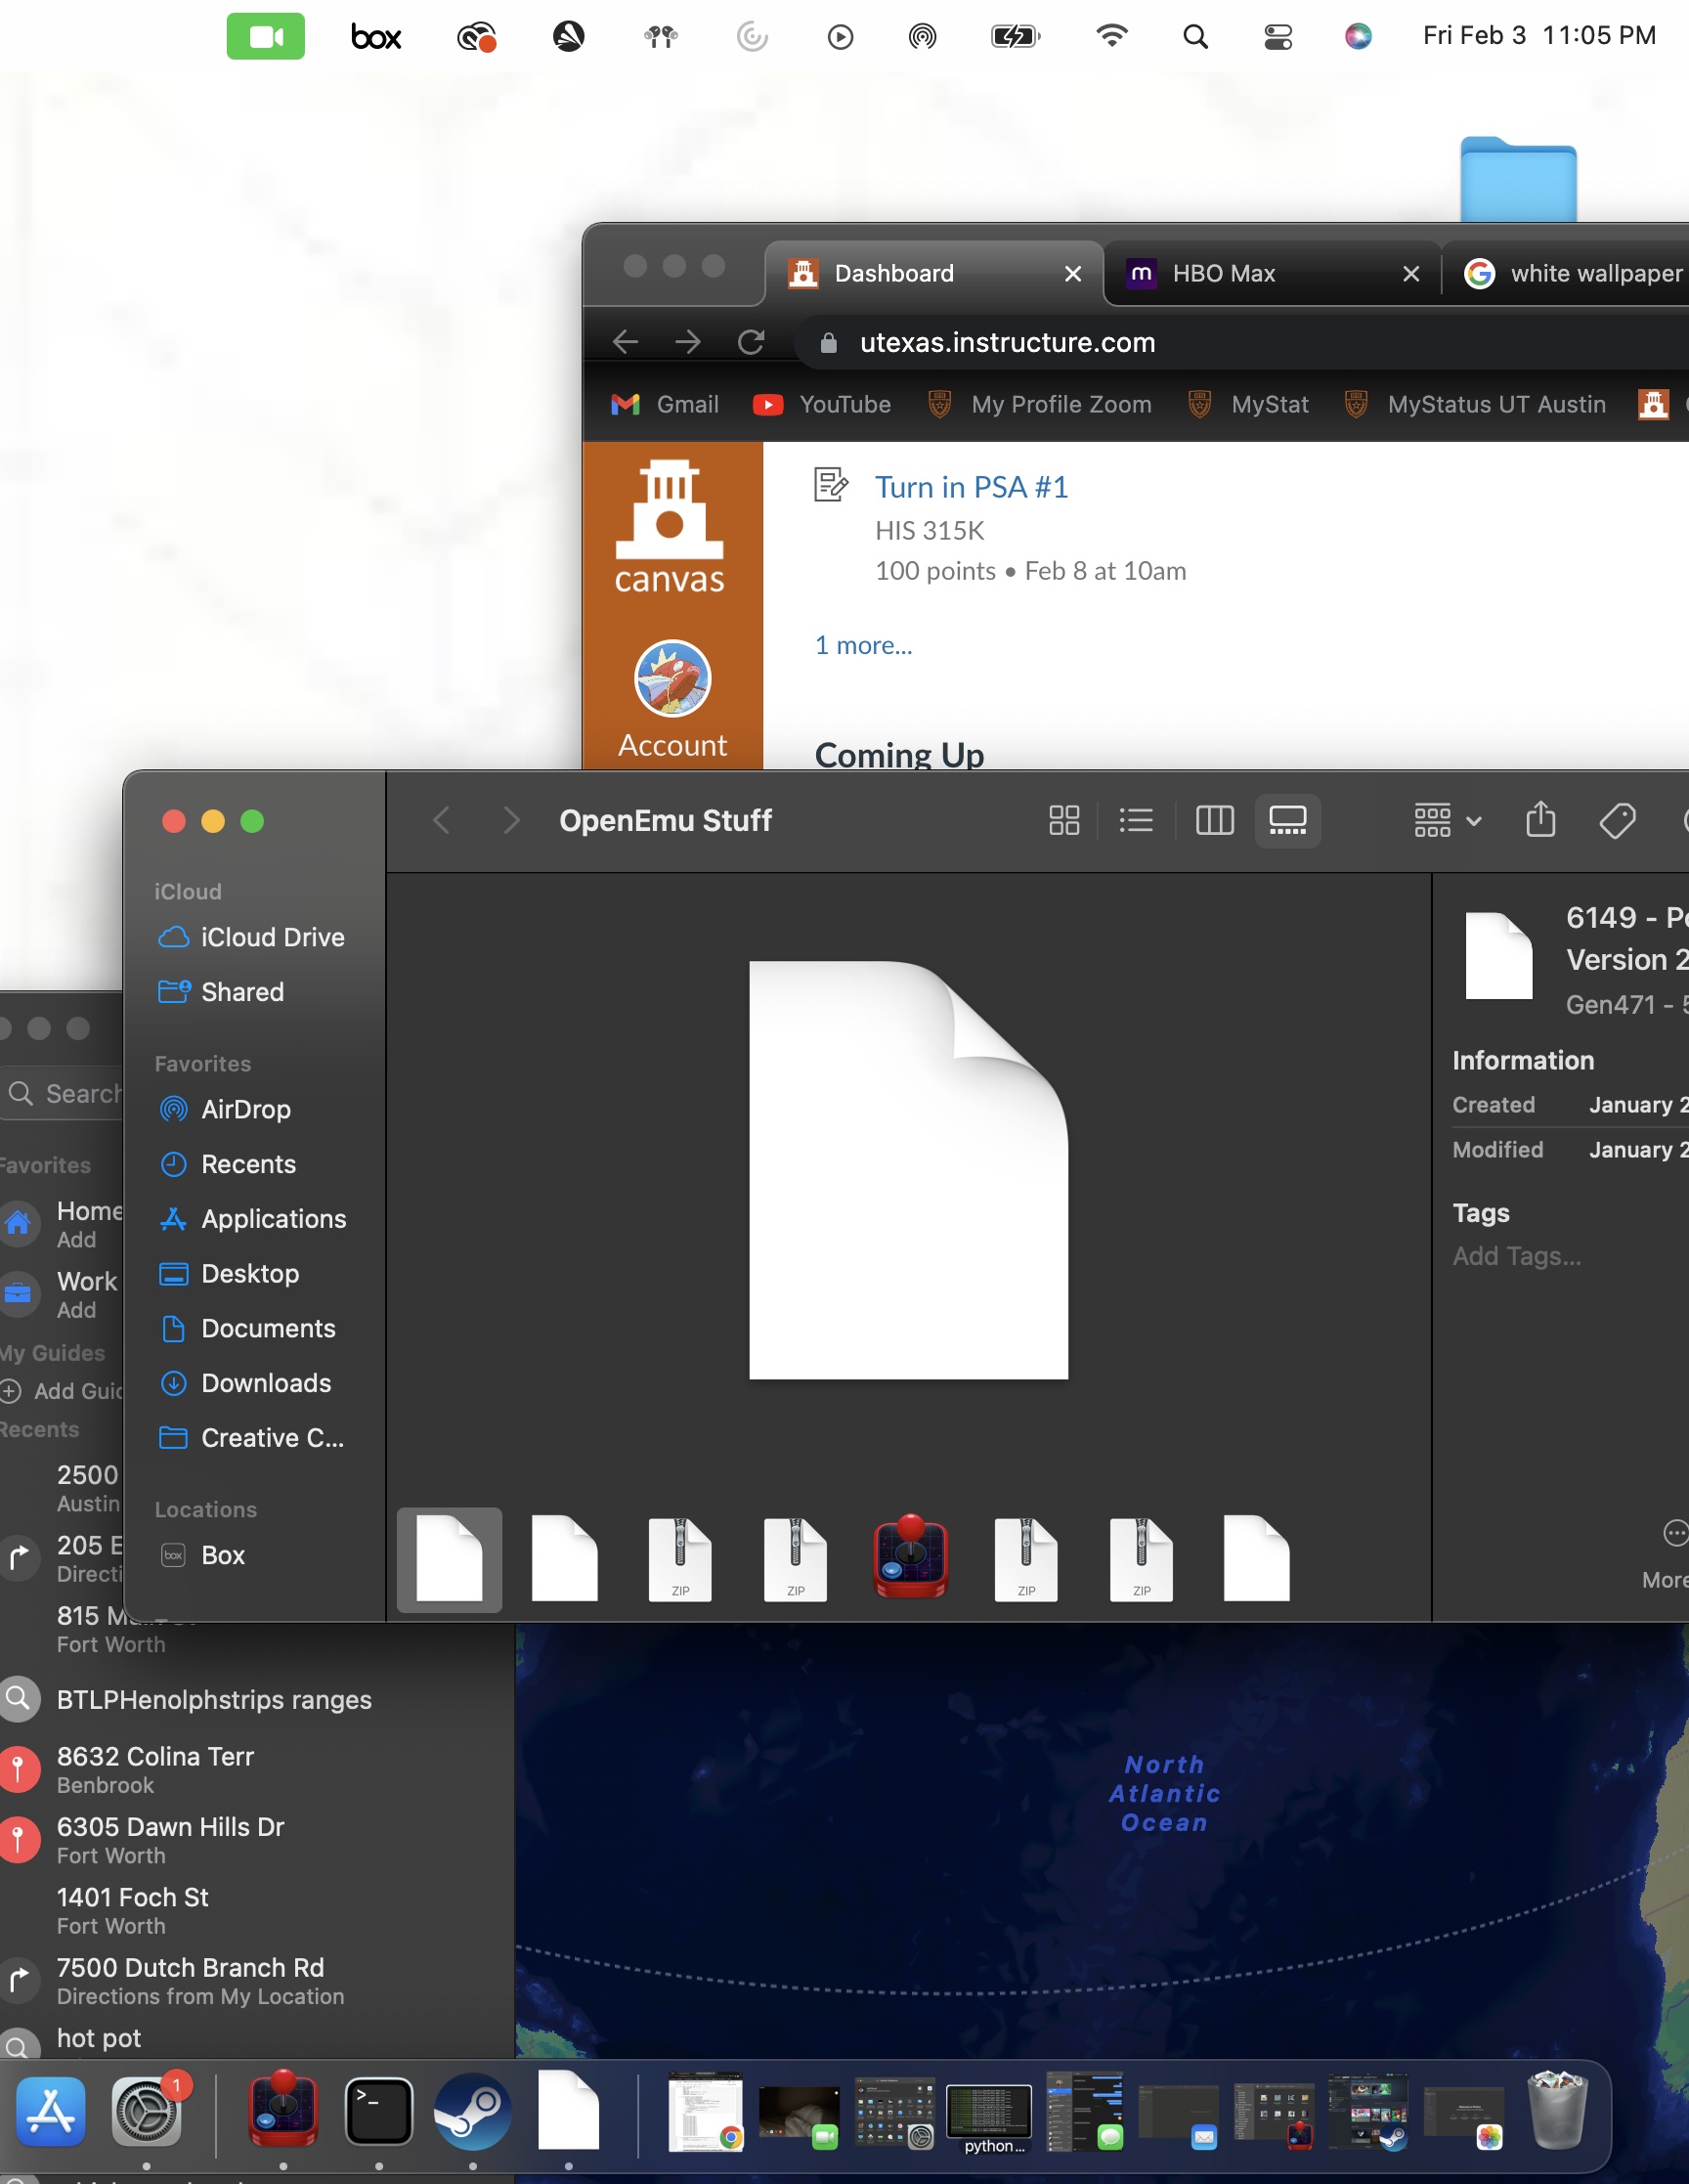 box
Fri Feb 3 11:05 PM
Dashboard
HBO Max
white wallpaper
utexas.instructure.com
Gmail
YouTube
My Profile Zoom
MyStat
MyStatus UT Austin
canvas
Account
Turn in PSA #1
HIS 315K
100 points • Feb 8 at 10am
1 more...
Coming Up
OpenEmu Stuff
iCloud
iCloud Drive
Shared
Favorites
AirDrop
Recents
Applications
Desktop
Documents
Downloads
Creative C...
Locations
box
Box
ZIP
ZIP
ZIP
ZIP
6149 - Po
Version 2
Gen471 - 5
Information
Created January 2
Modified January 2
Tags
Add Tags...
More
Search
Favorites
Home
Add
Work
Add
My Guides
Add Guid
Recents
2500
Austin
205 E
Directi
815
Fort Worth
BTLPHenolphstrips ranges
8632 Colina Terr
Benbrook
6305 Dawn Hills Dr
Fort Worth
1401 Foch St
Fort Worth
7500 Dutch Branch Rd
Directions from My Location
hot pot
North
Atlantic
Ocean
1
python...